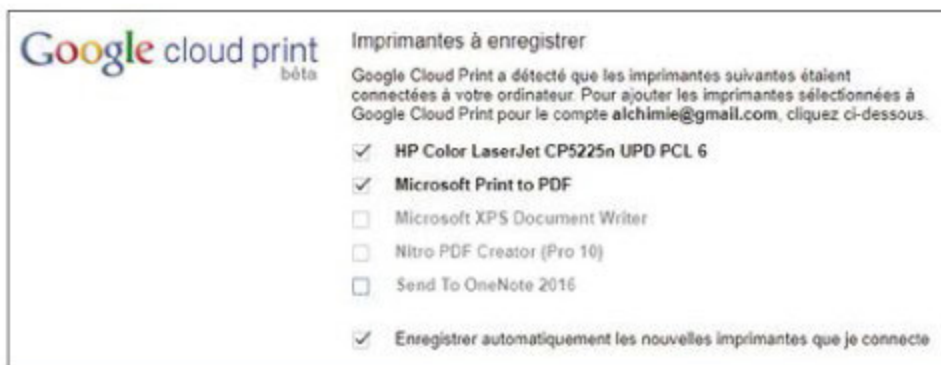 Google cloud print
bêta
Imprimantes à enregistrer
Google Cloud Print a détecté que les imprimantes suivantes étaient
connectées à votre ordinateur. Pour ajouter les imprimantes sélectionnées à
Google Cloud Print pour le compte alchimie@gmail.com, cliquez ci-dessous.
HP Color LaserJet CP5225n UPD PCL 6
Microsoft Print to PDF
Microsoft XPS Document Writer
Nitro PDF Creator (Pro 10)
Send To OneNote 2016
Enregistrer automatiquement les nouvelles imprimantes que je connecte